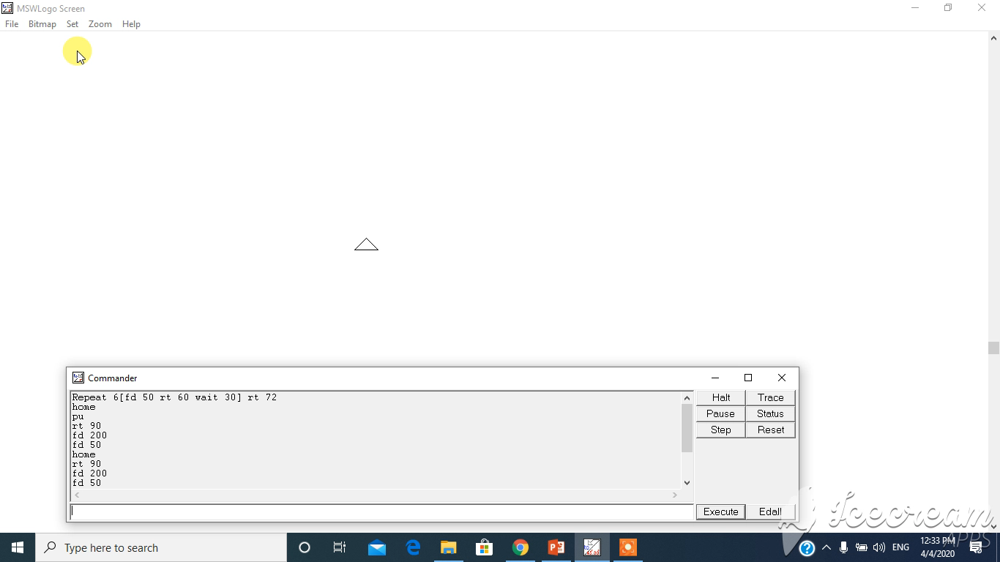 MSWLogo Screen
File Bitmap Set Zoom Help
Commander
Repeat 6[fd 50 rt 60 wait 30] rt 72
home
pu
rt 90
fd 200
fd 50
home
rt 90
fd 200
fd 50
Halt Trace
Pause Status
Step Reset
Execute Edall
Icecream
APPS
Type here to search
ENG
12:33 PM
4/4/2020